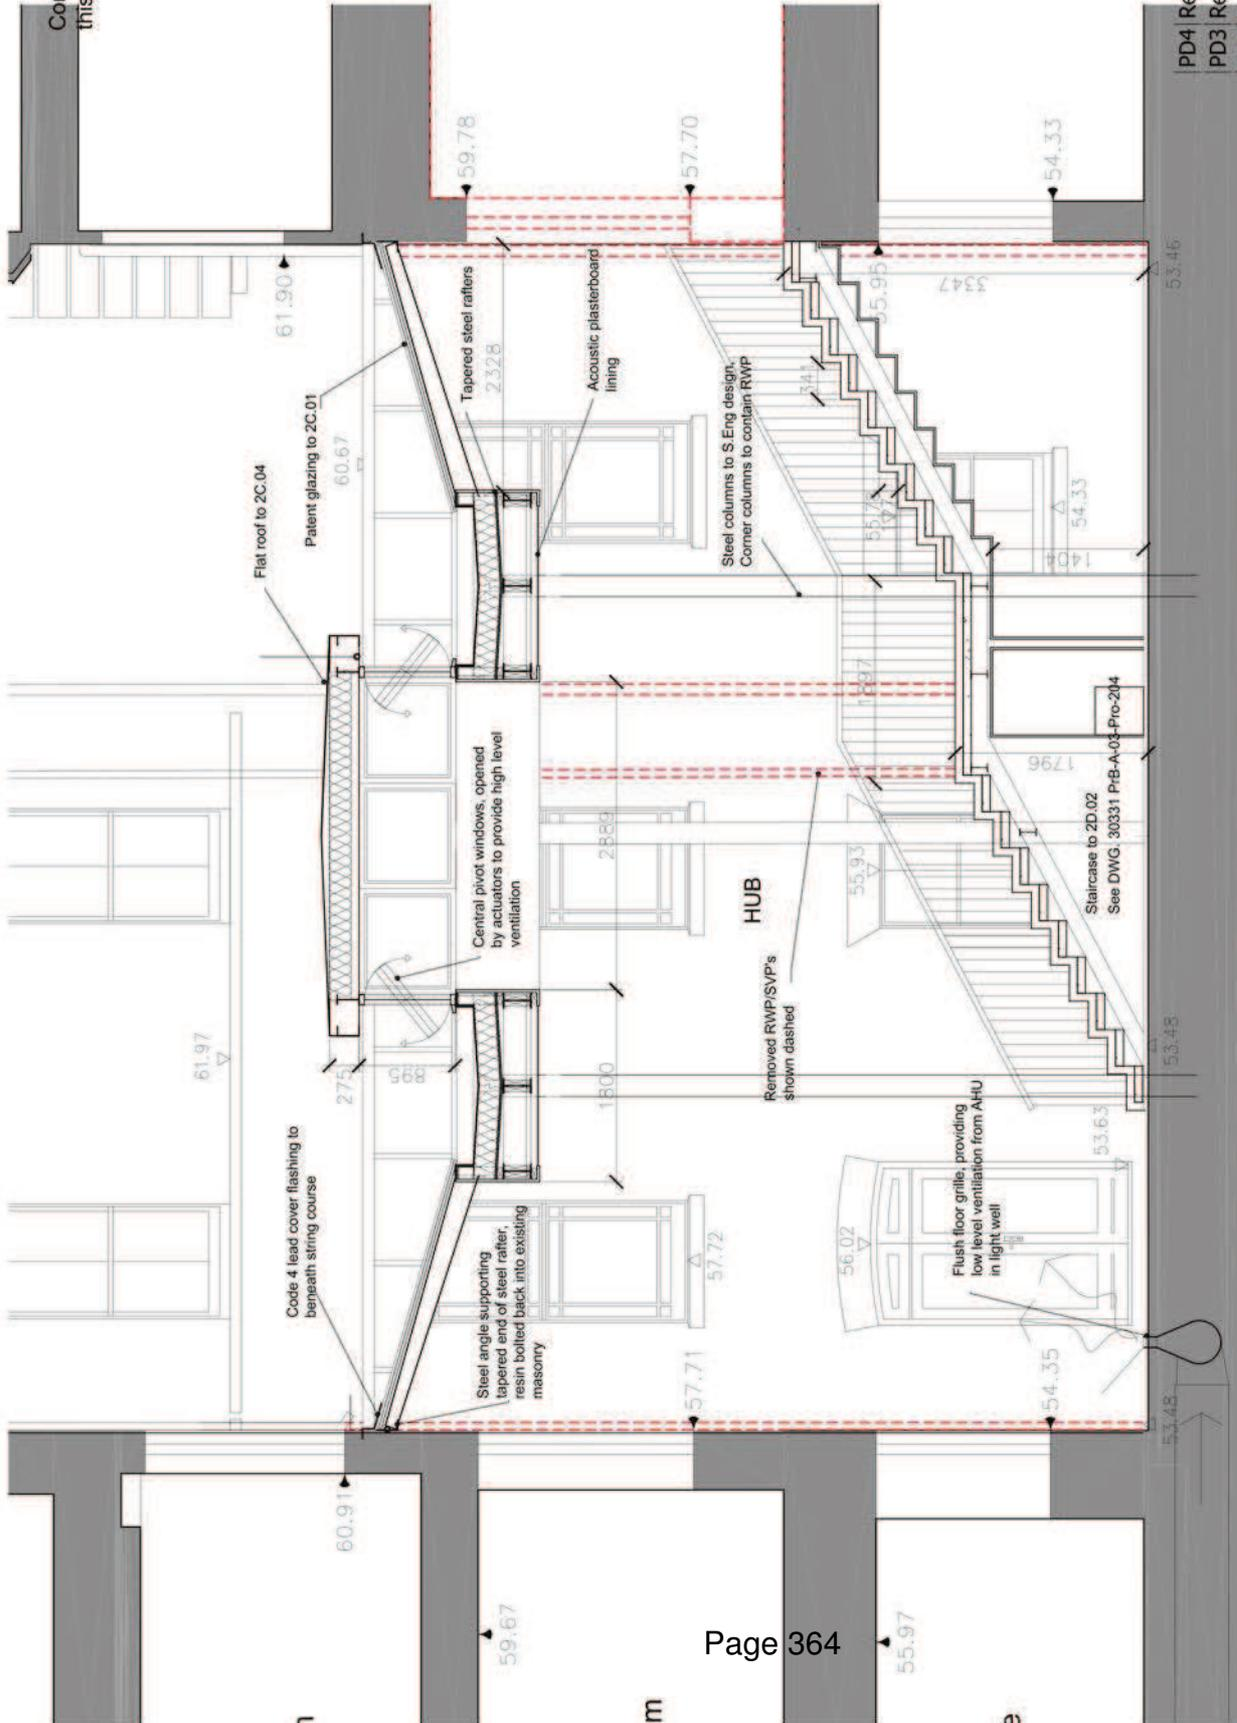 Flat roof to 2C.04
Patent glazing to 2C.01
Code 4 lead cover flashing to
beneath string course
61.97
61.90
60.67
60.91
275
895
Central pivot windows, opened
by actuators to provide high level
ventilation
Tapered steel rafters
2328
Acoustic plasterboard
lining
Steel angle supporting
tapered end of steel rafter,
resin bolted back into existing
masonry
59.78
57.70
59.67
57.71
57.72
1800
2889
Steel columns to S.Eng design,
Corner columns to contain RWP
HUB
Removed RWP/SVP's
shown dashed
341
1897
55.93
55.95
56.02
55.97
54.33
54.33
54.35
3347
1404
1796
Staircase to 2D.02
See DWG. 30331 PrB-A-03-Pro-204
Flush floor grille, providing
low level ventilation from AHU
in light well
53.63
53.48
53.48
53.46
PD4
PD3
this
Page 364